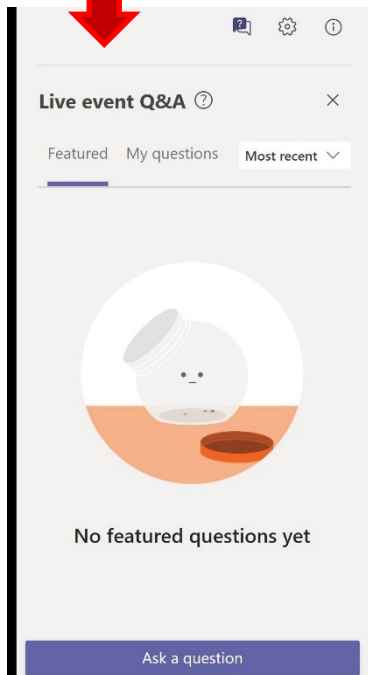 Live event Q&A
Featured My questions Most recent
No featured questions yet
Ask a question